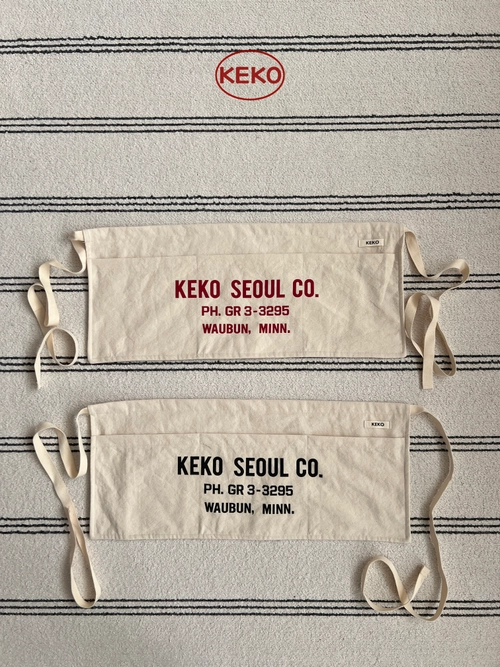 KEKO
KEKO
KEKO SEOUL CO.
PH. GR 3-3295
WAUBUN, MINN.
KEKO
KEKO SEOUL CO.
PH. GR 3-3295
WAUBUN, MINN.